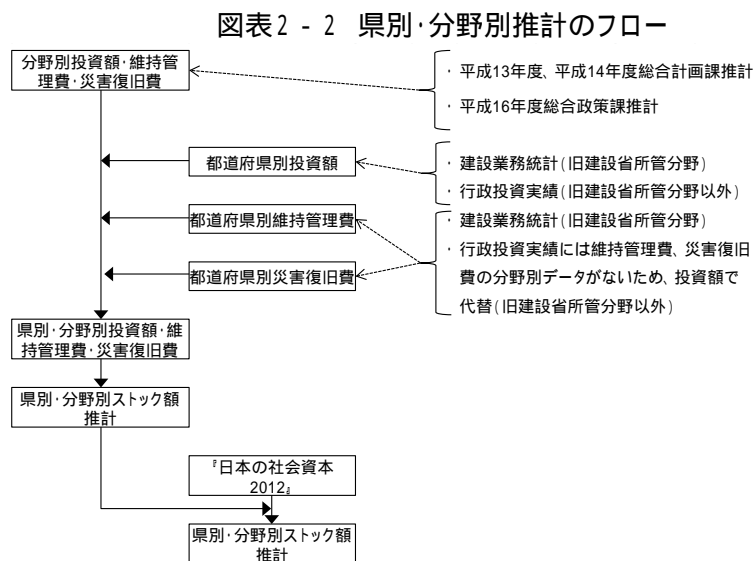 図表2 - 2 県別･分野別推計のフロー
分野別投資額･維持管
理費･災害復旧費
･ 平成13年度、平成14年度総合計画課推計
･ 平成16年度総合政策課推計
都道府県別投資額
･ 建設業務統計(旧建設省所管分野)
･ 行政投資実績(旧建設省所管分野以外)
都道府県別維持管理費
･ 建設業務統計(旧建設省所管分野)
･ 行政投資実績には維持管理費、災害復旧
費の分野別データがないため、投資額で
代替(旧建設省所管分野以外)
都道府県別災害復旧費
県別･分野別投資額･維
持管理費･災害復旧費
県別･分野別ストック額
推計
『日本の社会資本
2012』
県別･分野別ストック額
推計